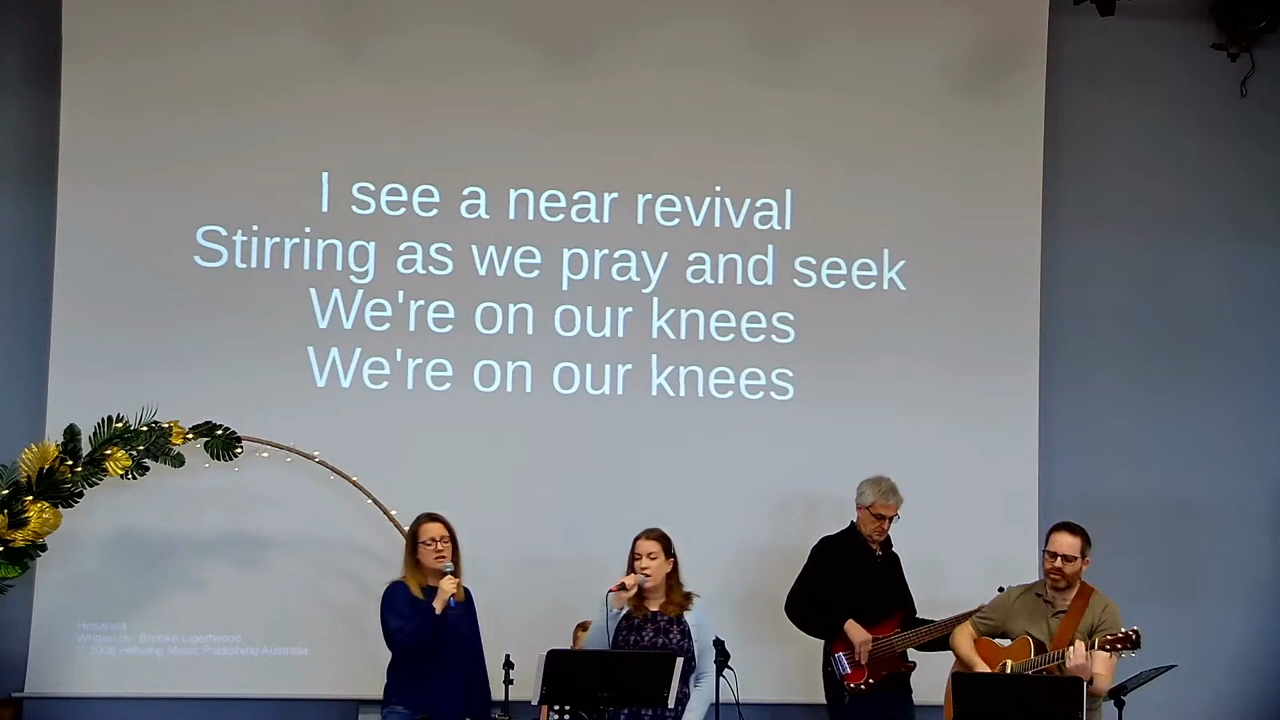 I see a near revival
Stirring as we pray and seek
We're on our knees
We're on our knees
Hosanna
Written by: Brooke Ligertwood
Hillsong Music Publishing Australia